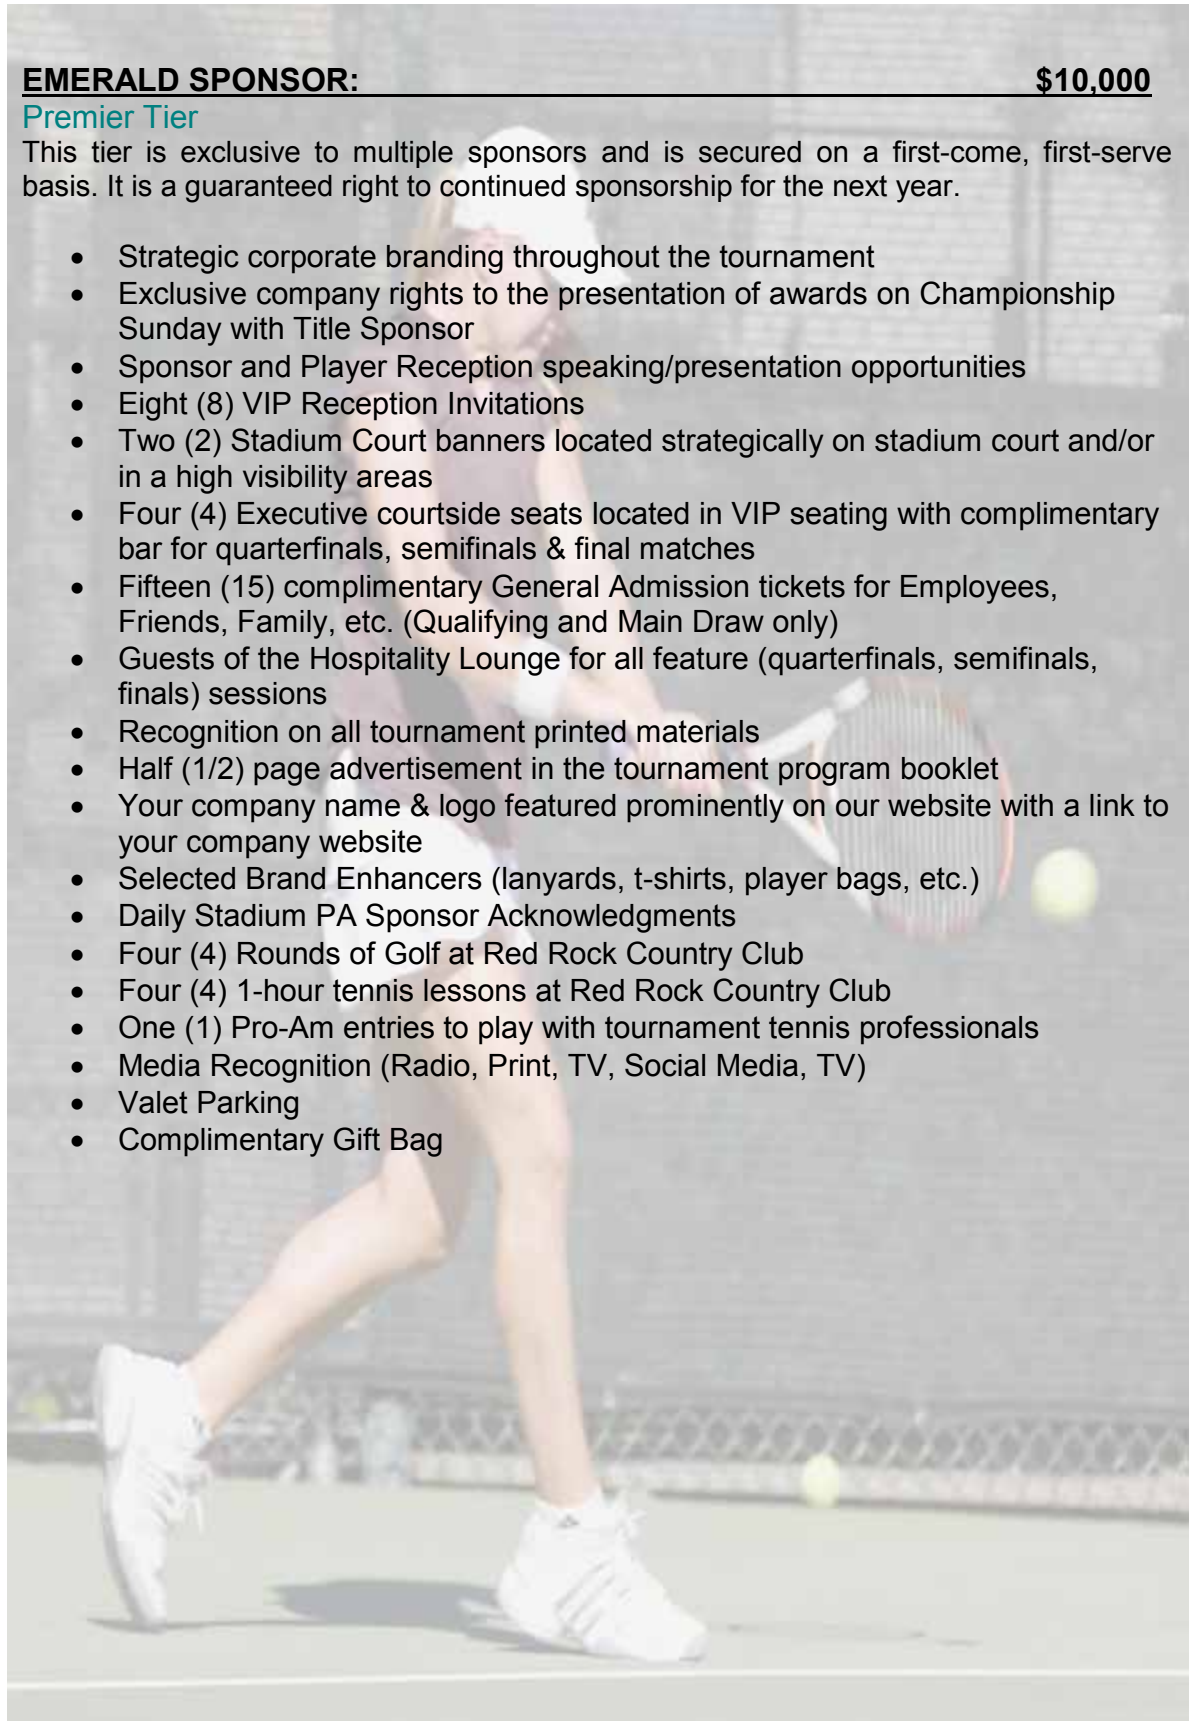 EMERALD SPONSOR: $10,000
Premier Tier
This tier is exclusive to multiple sponsors and is secured on a first-come, first-serve
basis. It is a guaranteed right to continued sponsorship for the next year.
• Strategic corporate branding throughout the tournament
• Exclusive company rights to the presentation of awards on Championship
Sunday with Title Sponsor
• Sponsor and Player Reception speaking/presentation opportunities
• Eight (8) VIP Reception Invitations
• Two (2) Stadium Court banners located strategically on stadium court and/or
in a high visibility areas
• Four (4) Executive courtside seats located in VIP seating with complimentary
bar for quarterfinals, semifinals & final matches
• Fifteen (15) complimentary General Admission tickets for Employees,
Friends, Family, etc. (Qualifying and Main Draw only)
• Guests of the Hospitality Lounge for all feature (quarterfinals, semifinals,
finals) sessions
• Recognition on all tournament printed materials
• Half (1/2) page advertisement in the tournament program booklet
• Your company name & logo featured prominently on our website with a link to
your company website
• Selected Brand Enhancers (lanyards, t-shirts, player bags, etc.)
• Daily Stadium PA Sponsor Acknowledgments
• Four (4) Rounds of Golf at Red Rock Country Club
• Four (4) 1-hour tennis lessons at Red Rock Country Club
• One (1) Pro-Am entries to play with tournament tennis professionals
• Media Recognition (Radio, Print, TV, Social Media, TV)
• Valet Parking
• Complimentary Gift Bag